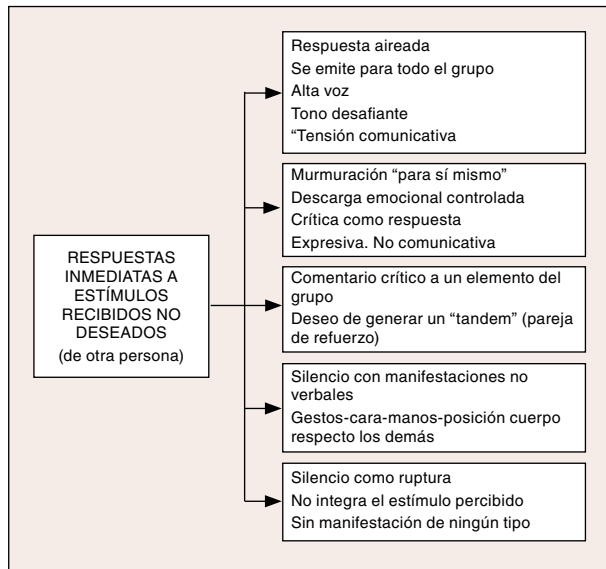 RESPUESTAS
INMEDIATAS A
ESTÍMULOS
RECIBIDOS NO
DESEADOS
(de otra persona)
Respuesta aireada
Se emite para todo el grupo
Alta voz
Tono desafiante
“Tensión comunicativa
Murmuración “para sí mismo”
Descarga emocional controlada
Crítica como respuesta
Expresiva. No comunicativa
Comentario crítico a un elemento del
grupo
Deseo de generar un “tandem” (pareja
de refuerzo)
Silencio con manifestaciones no
verbales
Gestos-cara-manos-posición cuerpo
respecto los demás
Silencio como ruptura
No integra el estímulo percibido
Sin manifestación de ningún tipo